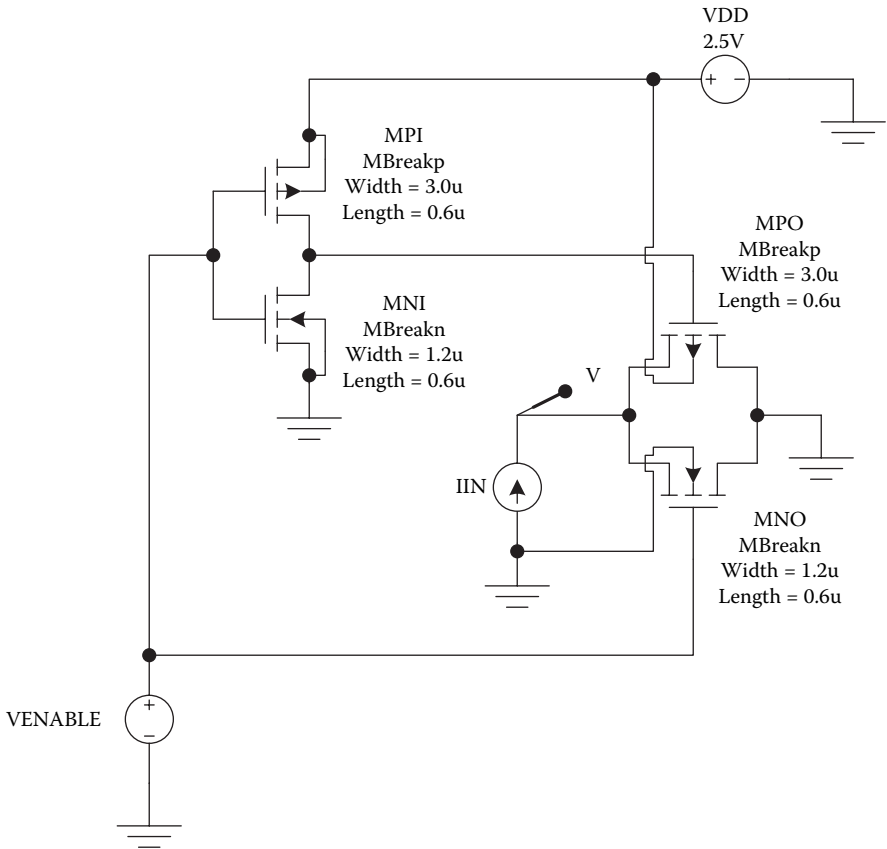 VDD
2.5V
+ −
MPI
MBreakp
Width = 3.0u
Length = 0.6u
MPO
MBreakp
Width = 3.0u
Length = 0.6u
MNI
MBreakn
Width = 1.2u
Length = 0.6u
V
IIN
MNO
MBreakn
Width = 1.2u
Length = 0.6u
VENABLE
+
−